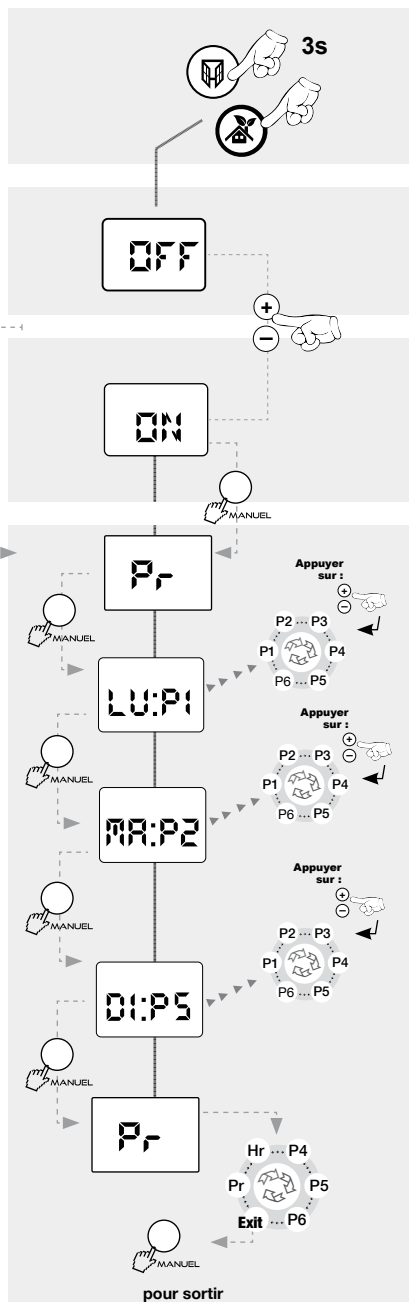 3s
OFF
+
−
ON
MANUEL
Pr
Appuyer
sur :
+
−
MANUEL
P2 ... P3
P1 P4
P6 ... P5
LU:P1
Appuyer
sur :
+
−
MANUEL
P2 ... P3
P1 P4
P6 ... P5
MA:P2
Appuyer
sur :
+
−
MANUEL
P2 ... P3
P1 P4
P6 ... P5
DI:P5
MANUEL
Pr
Hr ... P4
Pr P5
Exit ... P6
MANUEL
pour sortir